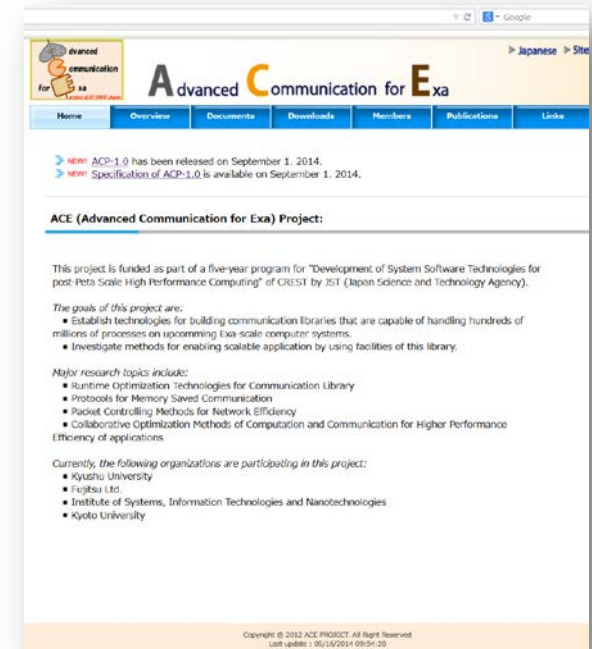 Google
Japanese Site
dvanced
ommunication
for Exa
Advanced Communication for Exa
Home Overview Documents Downloads Members Publications Links
NEW! ACP-1.0 has been released on September 1. 2014.
NEW! Specification of ACP-1.0 is available on September 1. 2014.
ACE (Advanced Communication for Exa) Project:
This project is funded as part of a five-year program for "Development of System Software Technologies for
post-Peta Scale High Performance Computing" of CREST by JST (Japan Science and Technology Agency).
The goals of this project are:
■ Establish technologies for building communication libraries that are capable of handling hundreds of
millions of processes on upcomming Exa-scale computer systems.
■ Investigate methods for enabling scalable application by using facilities of this library.
Major research topics include:
■ Runtime Optimization Technologies for Communication Library
■ Protocols for Memory Saved Communication
■ Packet Controlling Methods for Network Efficiency
■ Collaborative Optimization Methods of Computation and Communication for Higher Performance
Efficiency of applications
Currently, the following organizations are participating in this project:
■ Kyushu University
■ Fujitsu Ltd.
■ Institute of Systems, Information Technologies and Nanotechnologies
■ Kyoto University
Copyright © 2012 ACE PROJECT. All Right Reserved
Last update : 09/16/2014 09:54:28